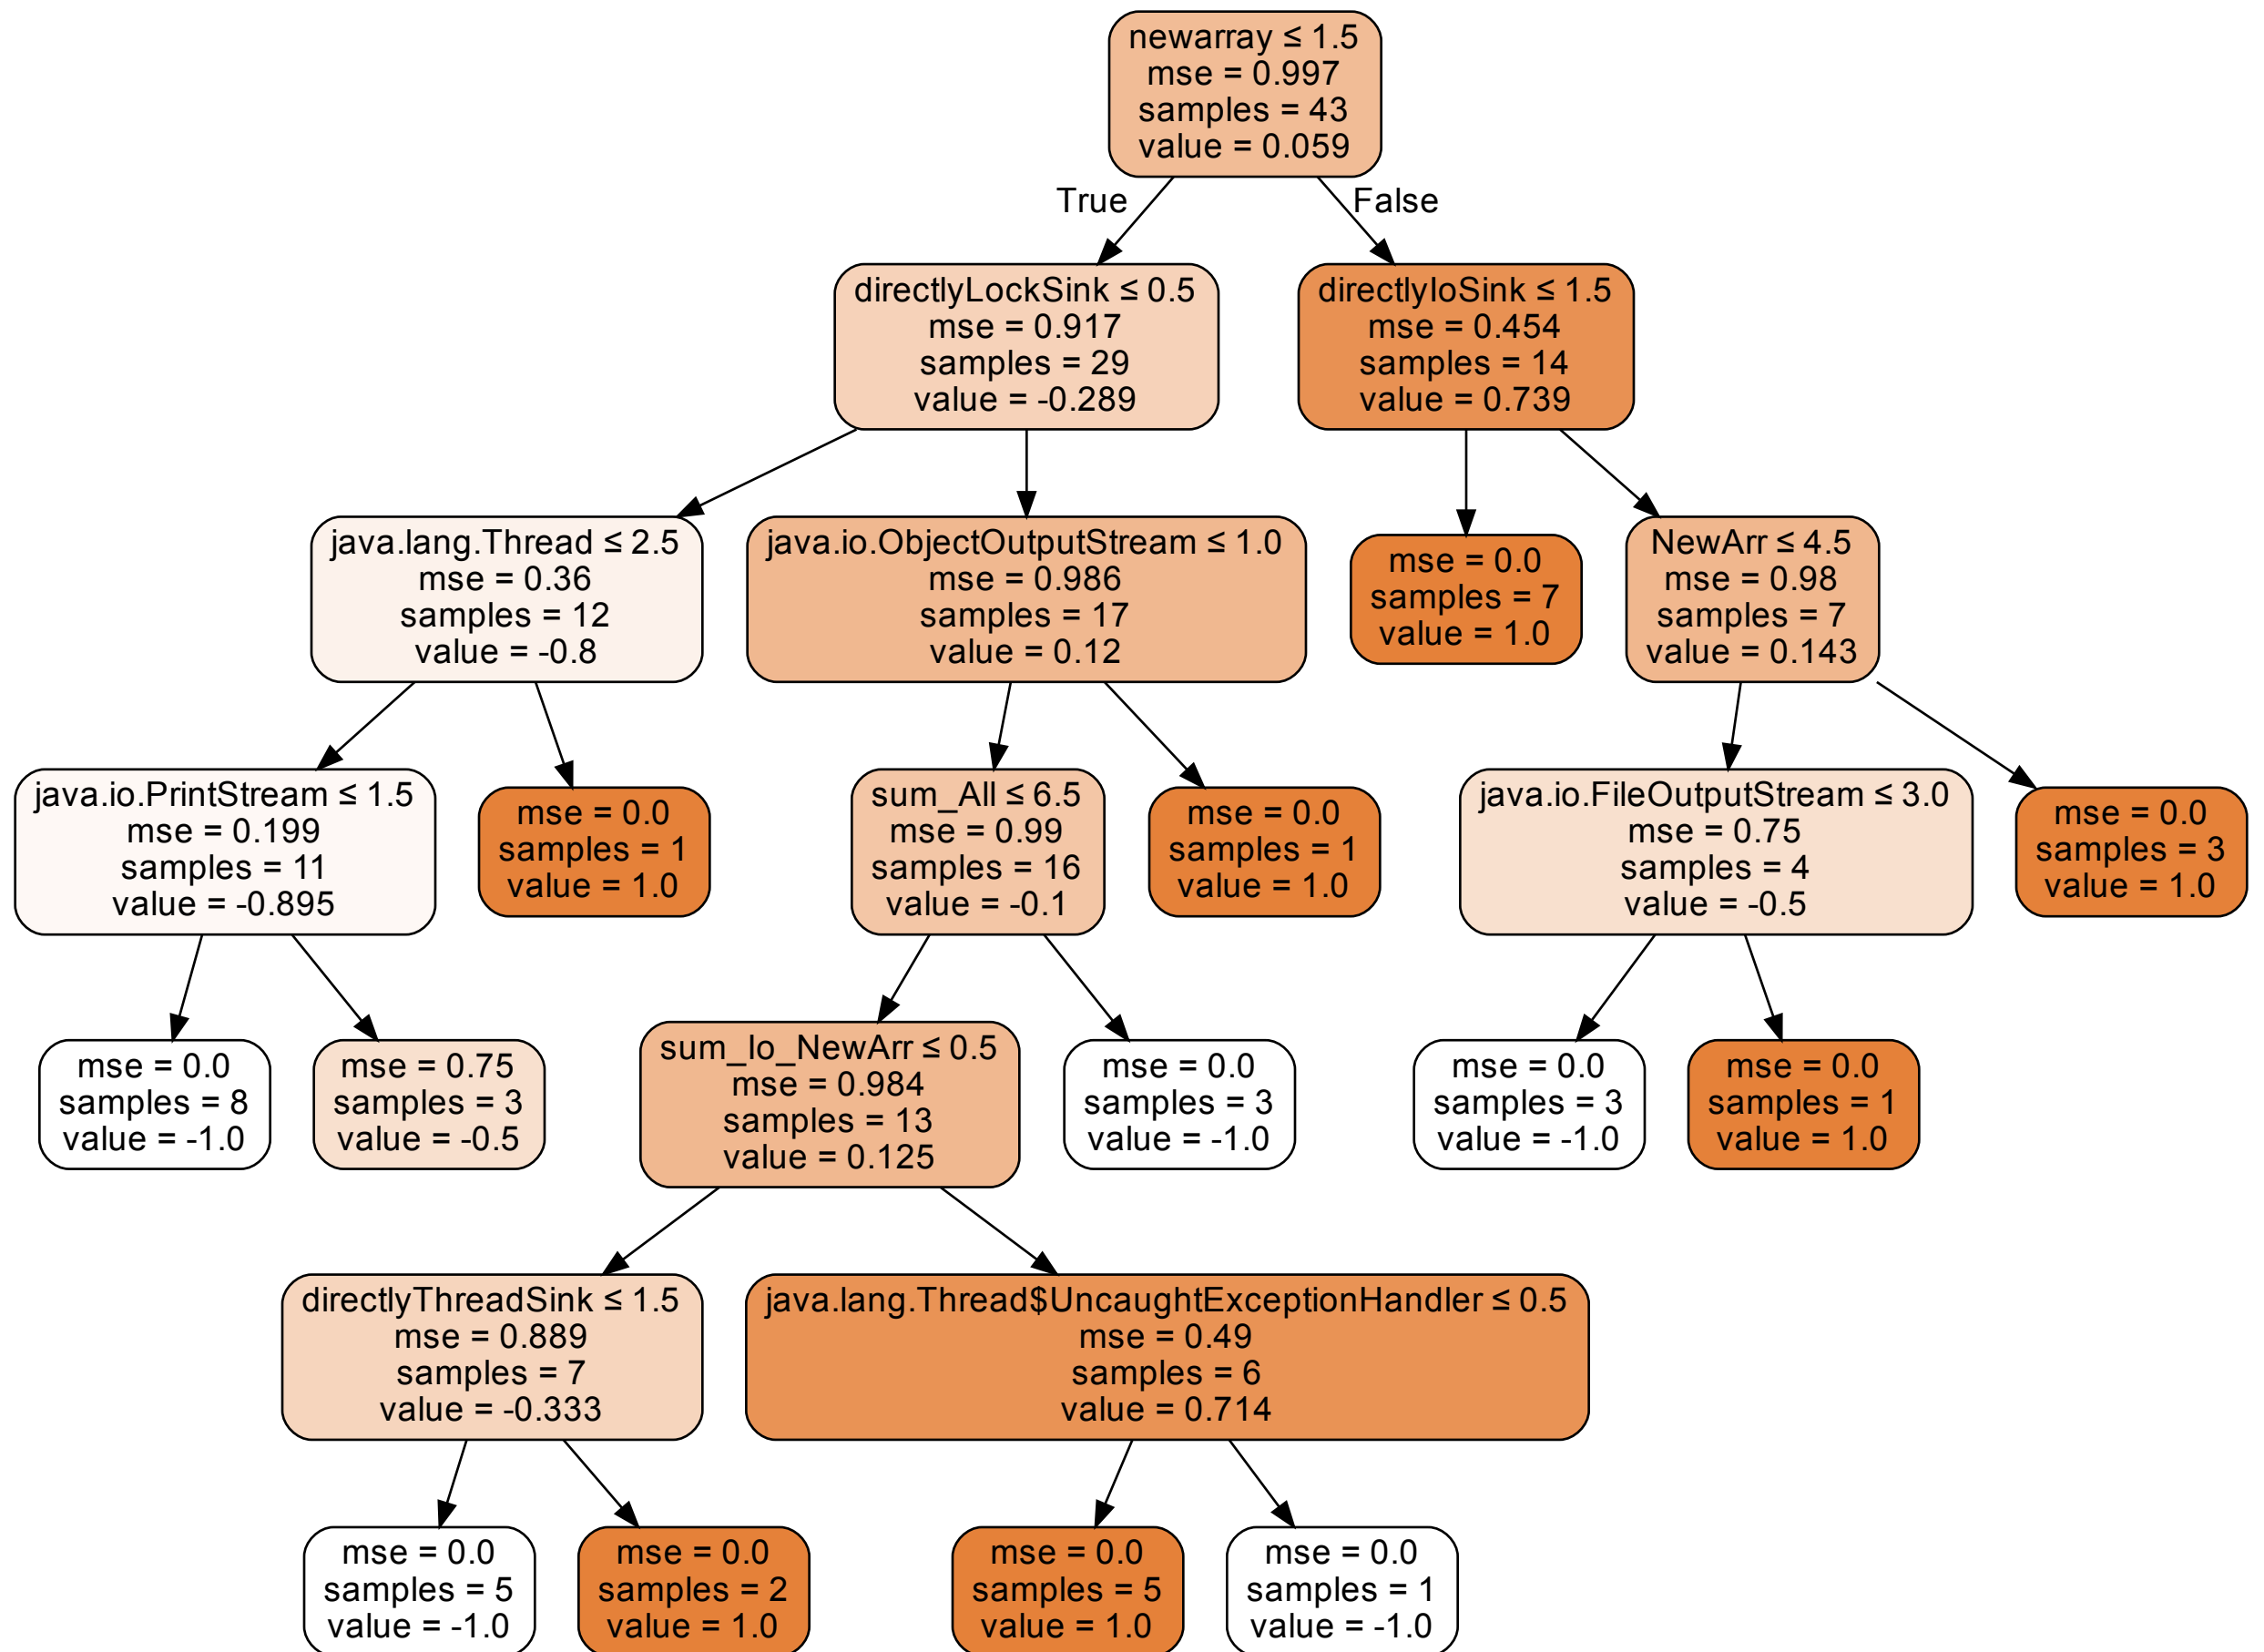 newarray ≤ 1.5
mse = 0.997
samples = 43
value = 0.059
True
False
directlyLockSink ≤ 0.5
mse = 0.917
samples = 29
value = -0.289
directlyIoSink ≤ 1.5
mse = 0.454
samples = 14
value = 0.739
java.lang.Thread ≤ 2.5
mse = 0.36
samples = 12
value = -0.8
java.io.ObjectOutputStream ≤ 1.0
mse = 0.986
samples = 17
value = 0.12
mse = 0.0
samples = 7
value = 1.0
NewArr ≤ 4.5
mse = 0.98
samples = 7
value = 0.143
java.io.PrintStream ≤ 1.5
mse = 0.199
samples = 11
value = -0.895
mse = 0.0
samples = 1
value = 1.0
sum_All ≤ 6.5
mse = 0.99
samples = 16
value = -0.1
mse = 0.0
samples = 1
value = 1.0
java.io.FileOutputStream ≤ 3.0
mse = 0.75
samples = 4
value = -0.5
mse = 0.0
samples = 3
value = 1.0
mse = 0.0
samples = 8
value = -1.0
mse = 0.75
samples = 3
value = -0.5
sum_Io_NewArr ≤ 0.5
mse = 0.984
samples = 13
value = 0.125
mse = 0.0
samples = 3
value = -1.0
mse = 0.0
samples = 3
value = -1.0
mse = 0.0
samples = 1
value = 1.0
directlyThreadSink ≤ 1.5
mse = 0.889
samples = 7
value = -0.333
java.lang.Thread$UncaughtExceptionHandler ≤ 0.5
mse = 0.49
samples = 6
value = 0.714
mse = 0.0
samples = 5
value = -1.0
mse = 0.0
samples = 2
value = 1.0
mse = 0.0
samples = 5
value = 1.0
mse = 0.0
samples = 1
value = -1.0